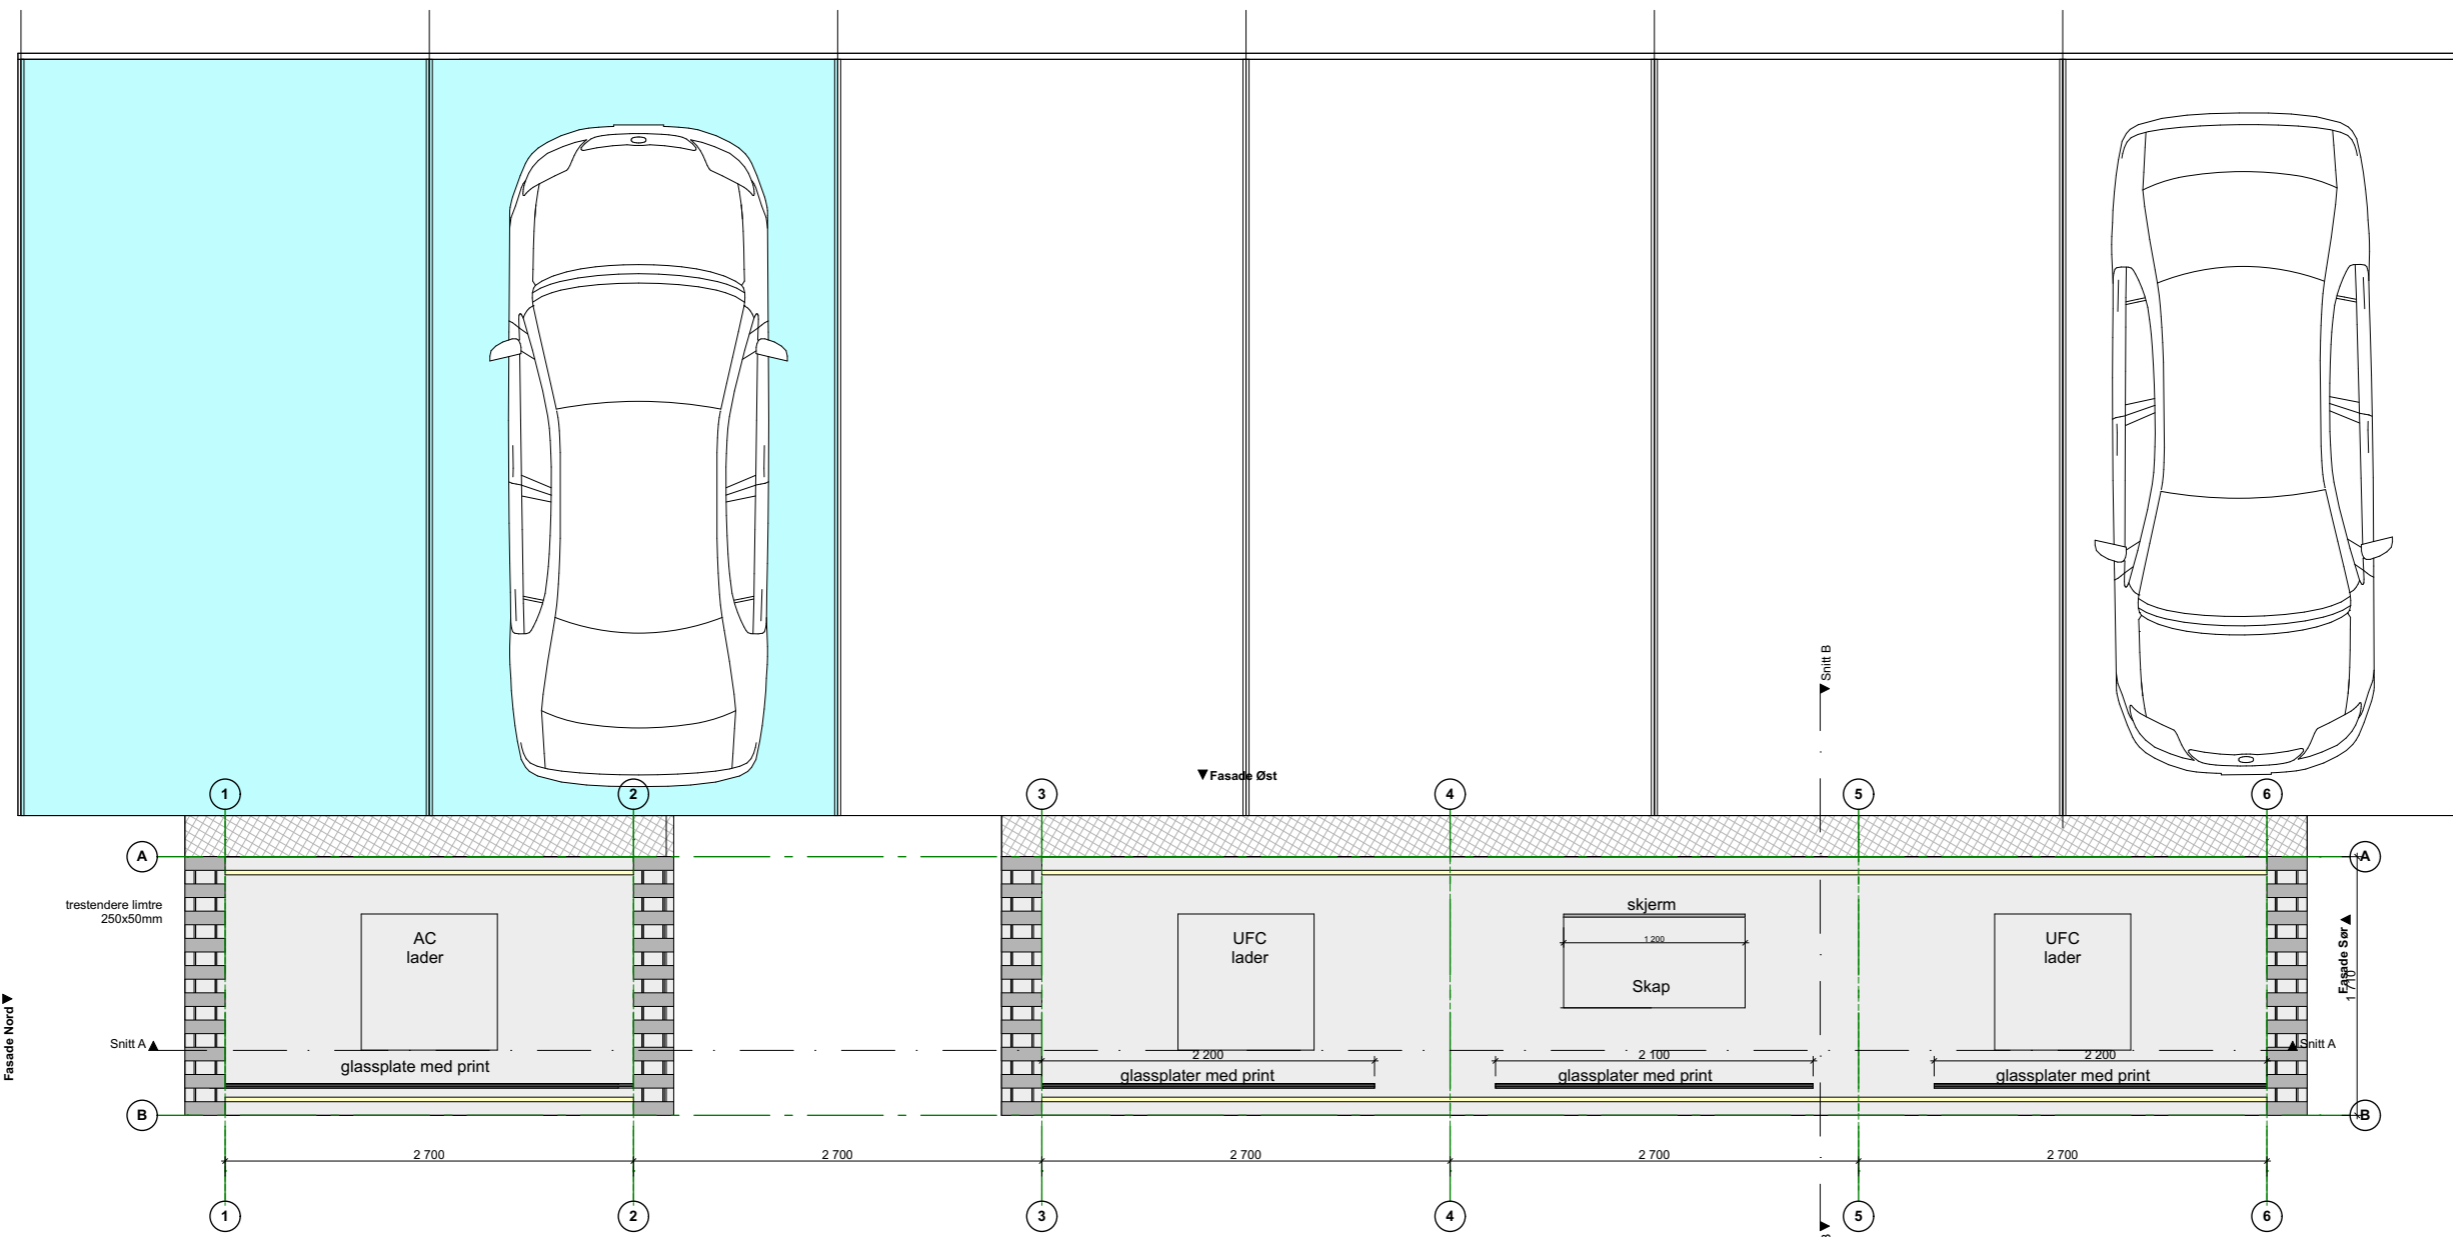 Snitt B
Fasade Øst
1
2
3
4
5
6
A
A
trestendere limtre
250x50mm
AC
lader
UFC
lader
skjerm
1 200
Skap
UFC
lader
Fasade Sør
1 710
Fasade Nord
Snitt A
Snitt A
glassplate med print
2 200
glassplater med print
2 100
glassplater med print
2 200
glassplater med print
B
B
2 700
2 700
2 700
2 700
2 700
1
2
3
4
5
6